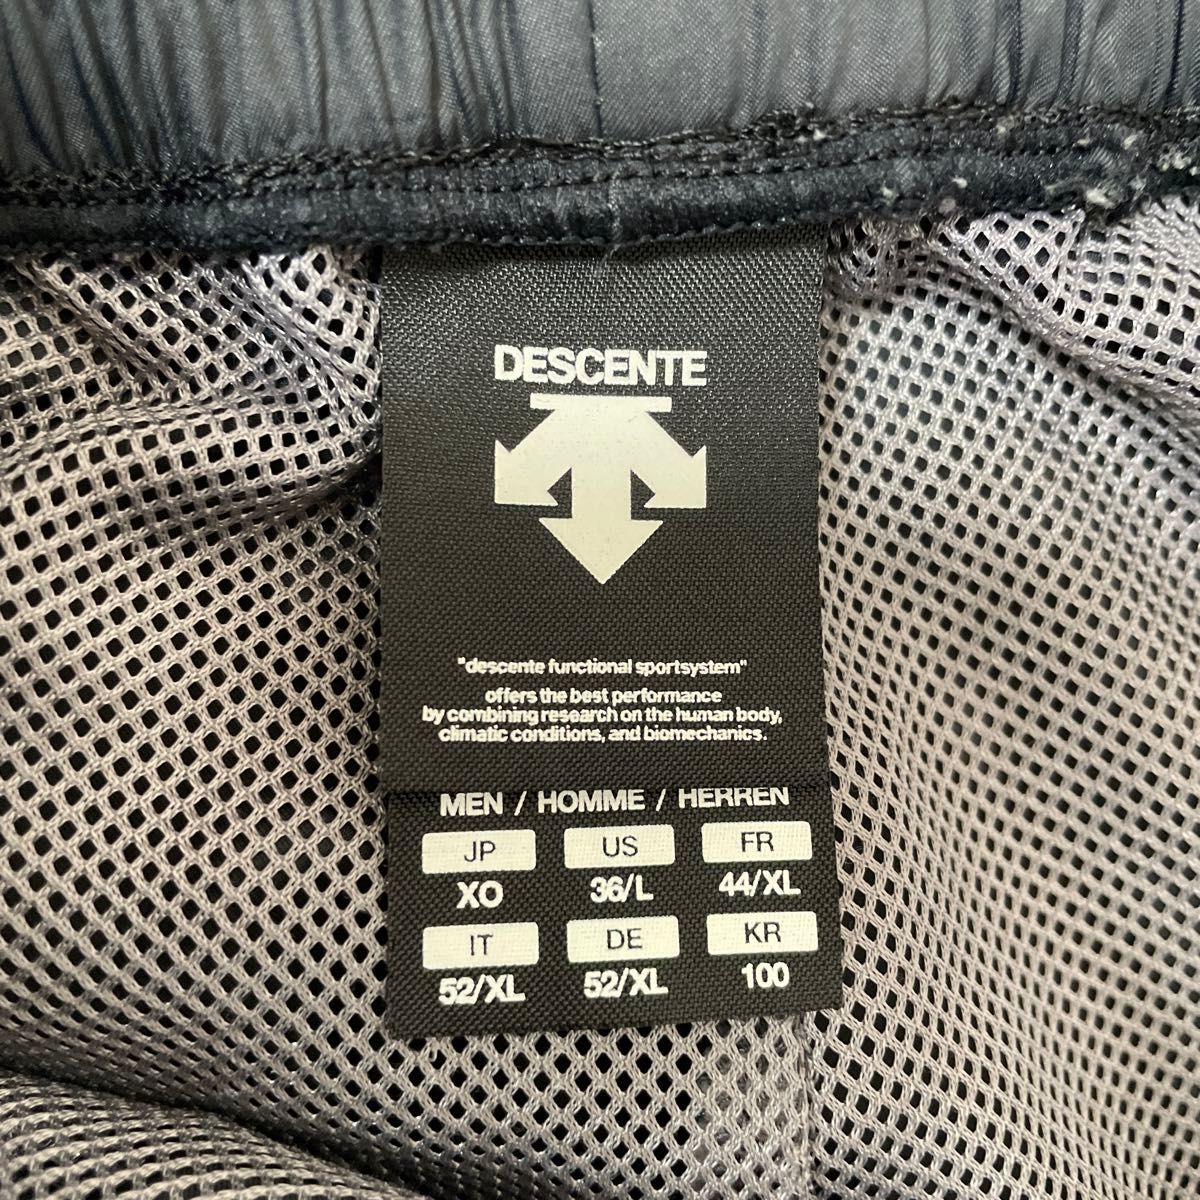 DESCENTE
"descente functional sportsystem"
offers the best performance
by combining research on the human body,
climatic conditions, and biomechanics.
MEN / HOMME / HERREN
JP US FR
XO 36/L 44/XL
IT DE KR
52/XL 52/XL 100